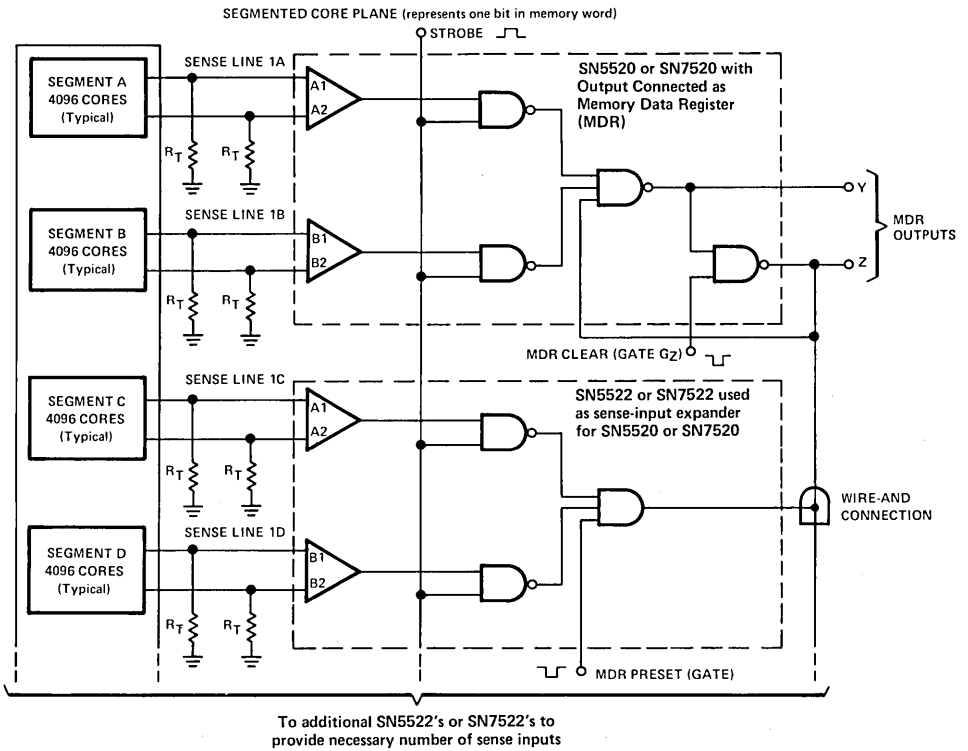 SEGMENTED CORE PLANE (represents one bit in memory word)
STROBE
SEGMENT A
4096 CORES
(Typical)
SENSE LINE 1A
A1
A2
RT
RT
SN5520 or SN7520 with
Output Connected as
Memory Data Register
(MDR)
SEGMENT B
4096 CORES
(Typical)
SENSE LINE 1B
B1
B2
RT
RT
Y
Z
MDR
OUTPUTS
MDR CLEAR (GATE GZ)
SEGMENT C
4096 CORES
(Typical)
SENSE LINE 1C
A1
A2
RT
RT
SN5522 or SN7522 used
as sense-input expander
for SN5520 or SN7520
WIRE-AND
CONNECTION
SEGMENT D
4096 CORES
(Typical)
SENSE LINE 1D
B1
B2
RT
RT
MDR PRESET (GATE)
To additional SN5522's or SN7522's to
provide necessary number of sense inputs